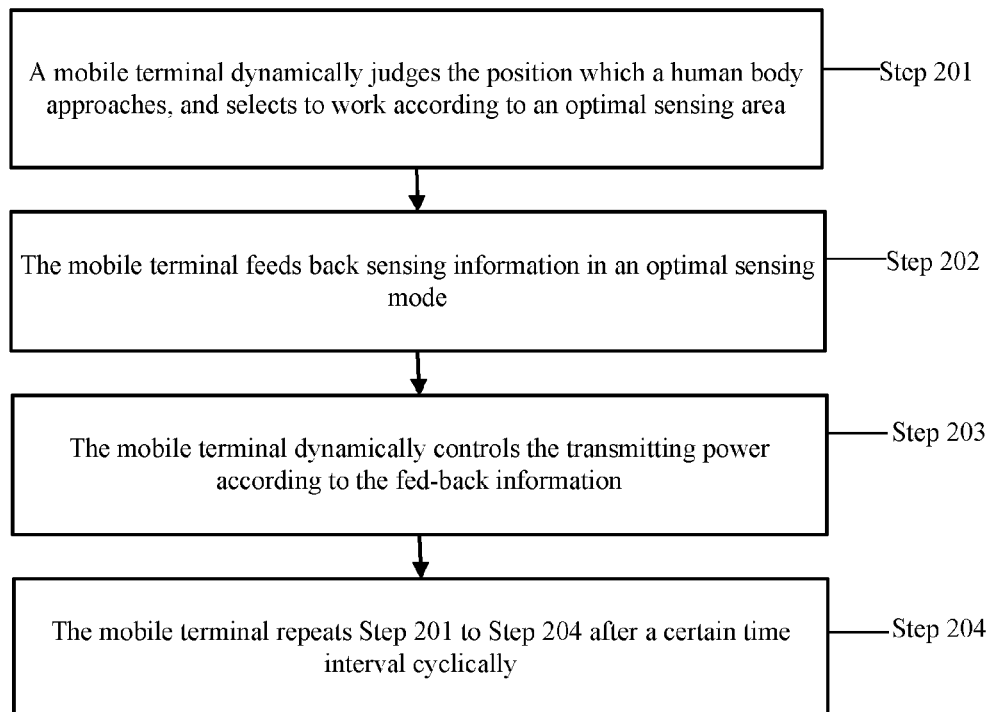 A mobile terminal dynamically judges the position which a human body
approaches, and selects to work according to an optimal sensing area
Step 201
The mobile terminal feeds back sensing information in an optimal sensing
mode
Step 202
The mobile terminal dynamically controls the transmitting power
according to the fed-back information
Step 203
The mobile terminal repeats Step 201 to Step 204 after a certain time
interval cyclically
Step 204